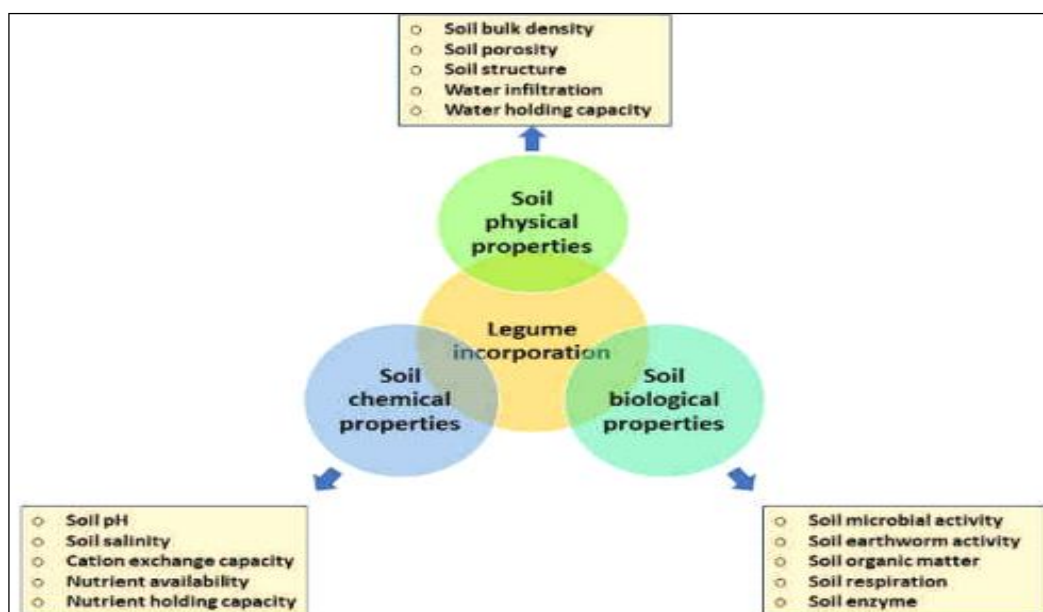 ○ Soil bulk density
○ Soil porosity
○ Soil structure
○ Water infiltration
○ Water holding capacity
Soil
physical
properties
Legume
incorporation
Soil
chemical
properties
Soil
biological
properties
○ Soil pH
○ Soil salinity
○ Cation exchange capacity
○ Nutrient availability
○ Nutrient holding capacity
○ Soil microbial activity
○ Soil earthworm activity
○ Soil organic matter
○ Soil respiration
○ Soil enzyme